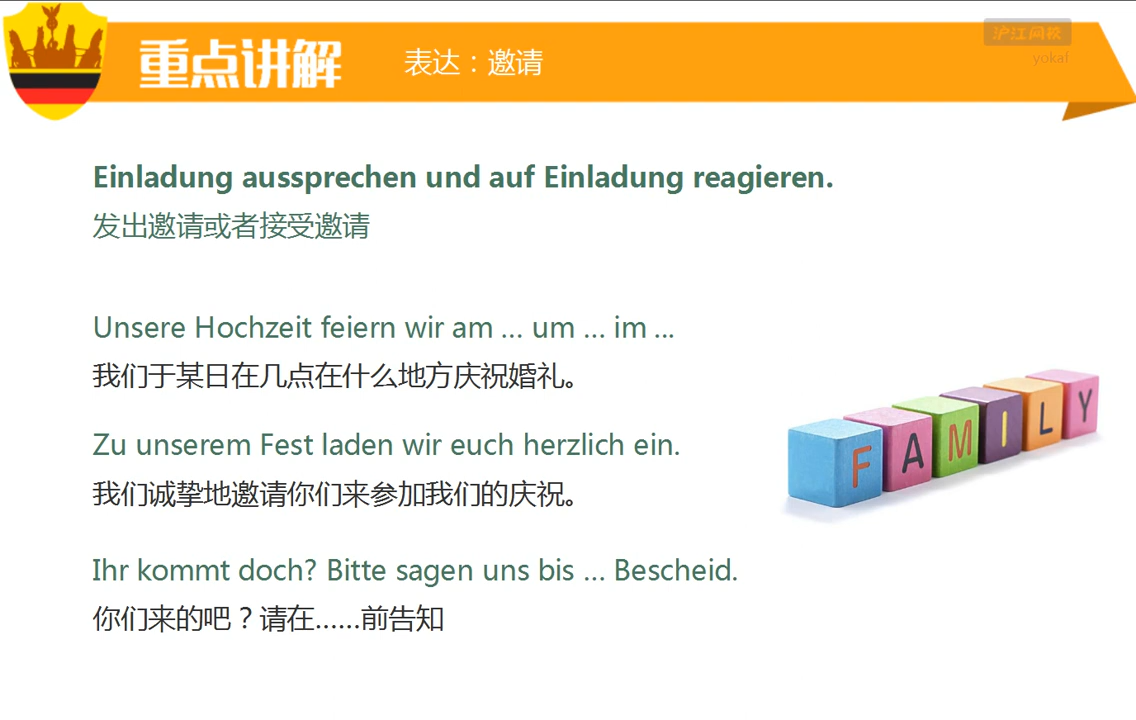 重点讲解
表达：邀请
沪江网校
yokaf
Einladung aussprechen und auf Einladung reagieren.
发出邀请或者接受邀请
Unsere Hochzeit feiern wir am … um … im ...
我们于某日在几点在什么地方庆祝婚礼。
Zu unserem Fest laden wir euch herzlich ein.
我们诚挚地邀请你们来参加我们的庆祝。
Ihr kommt doch? Bitte sagen uns bis … Bescheid.
你们来的吧？请在……前告知
FAMILY